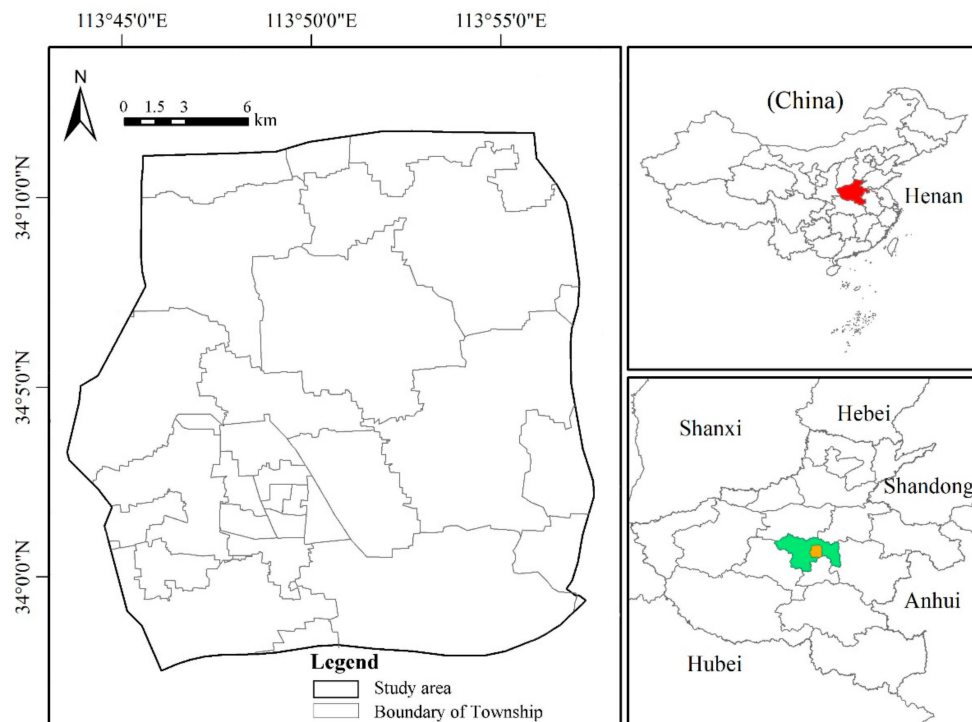 113°45'0"E 113°50'0"E 113°55'0"E
N
0 1.5 3 6
km
34°10'0"N
34°5'0"N
34°0'0"N
Legend
Study area
Boundary of Township
(China)
Henan
Shanxi
Hebei
Shandong
Anhui
Hubei